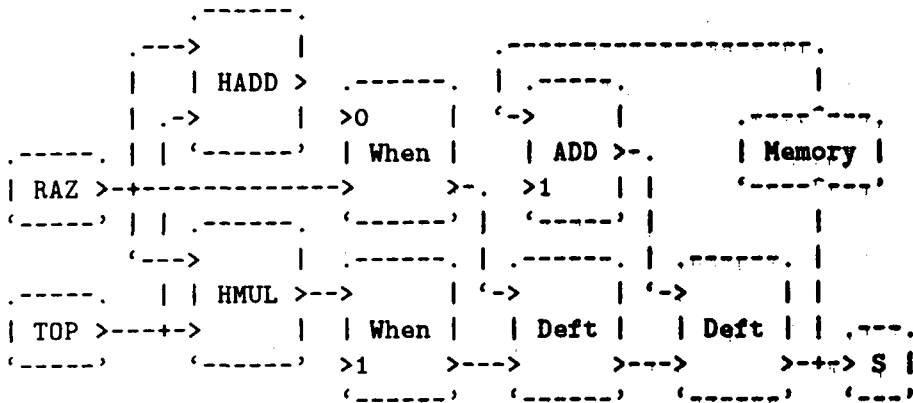 HADD
>0
When
ADD
Memory
RAZ
>1
HMUL
TOP
When
Deft
Deft
S
>1